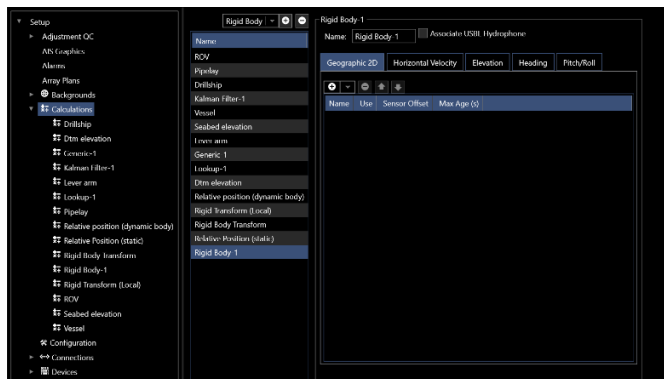 Setup
Adjustment QC
AIS Graphics
Alarms
Array Plans
Backgrounds
Calculations
Drillship
Dtm elevation
Generic-1
Kalman Filter-1
Lever arm
Lookup-1
Pipelay
Relative position (dynamic body)
Relative Position (static)
Rigid Body Transform
Rigid Body-1
Rigid Transform (Local)
ROV
Seabed elevation
Vessel
Configuration
Connections
Devices
Rigid Body
Name
ROV
Pipelay
Drillship
Kalman Filter-1
Vessel
Seabed elevation
Lever arm
Generic 1
Lookup-1
Dtm elevation
Relative position (dynamic body)
Rigid Transform (Local)
Rigid Body Transform
Relative Position (static)
Rigid Body 1
Rigid Body-1
Name: Rigid Body 1 Associate USBL Hydrophone
Geographic 2D Horizontal Velocity Elevation Heading Pitch/Roll
Name Use Sensor Offset Max Age (s)